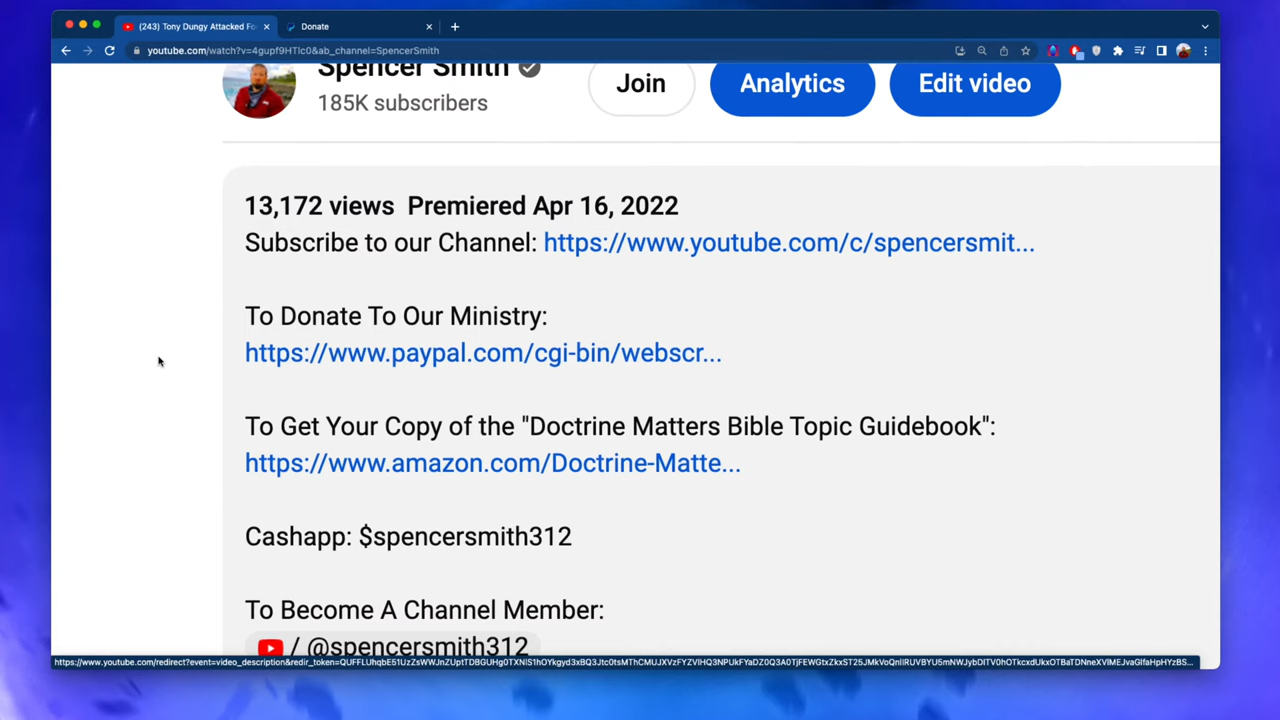 (243) Tony Dungy Attacked Fo
Donate
youtube.com/watch?v=4gupf9HTIc0&ab_channel=SpencerSmith
Spencer Smith
185K subscribers
Join
Analytics
Edit video
13,172 views Premiered Apr 16, 2022
Subscribe to our Channel: https://www.youtube.com/c/spencersmit...
To Donate To Our Ministry:
https://www.paypal.com/cgi-bin/webscr...
To Get Your Copy of the "Doctrine Matters Bible Topic Guidebook":
https://www.amazon.com/Doctrine-Matte...
Cashapp: $spencersmith312
To Become A Channel Member:
/ @spencersmith312